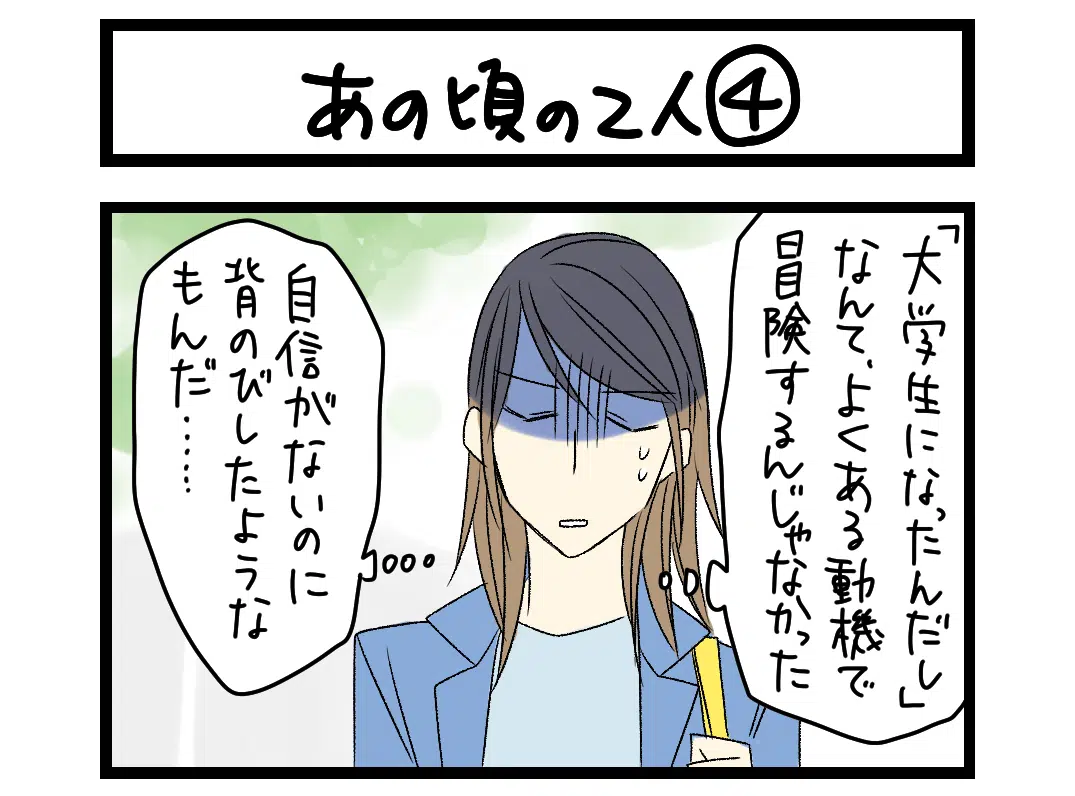 あの頃の2人④
「大学生になったんだし」
なんて、よくある動機で
冒険するんじゃなかった
自信がないのに
背のびしたような
もんだ……